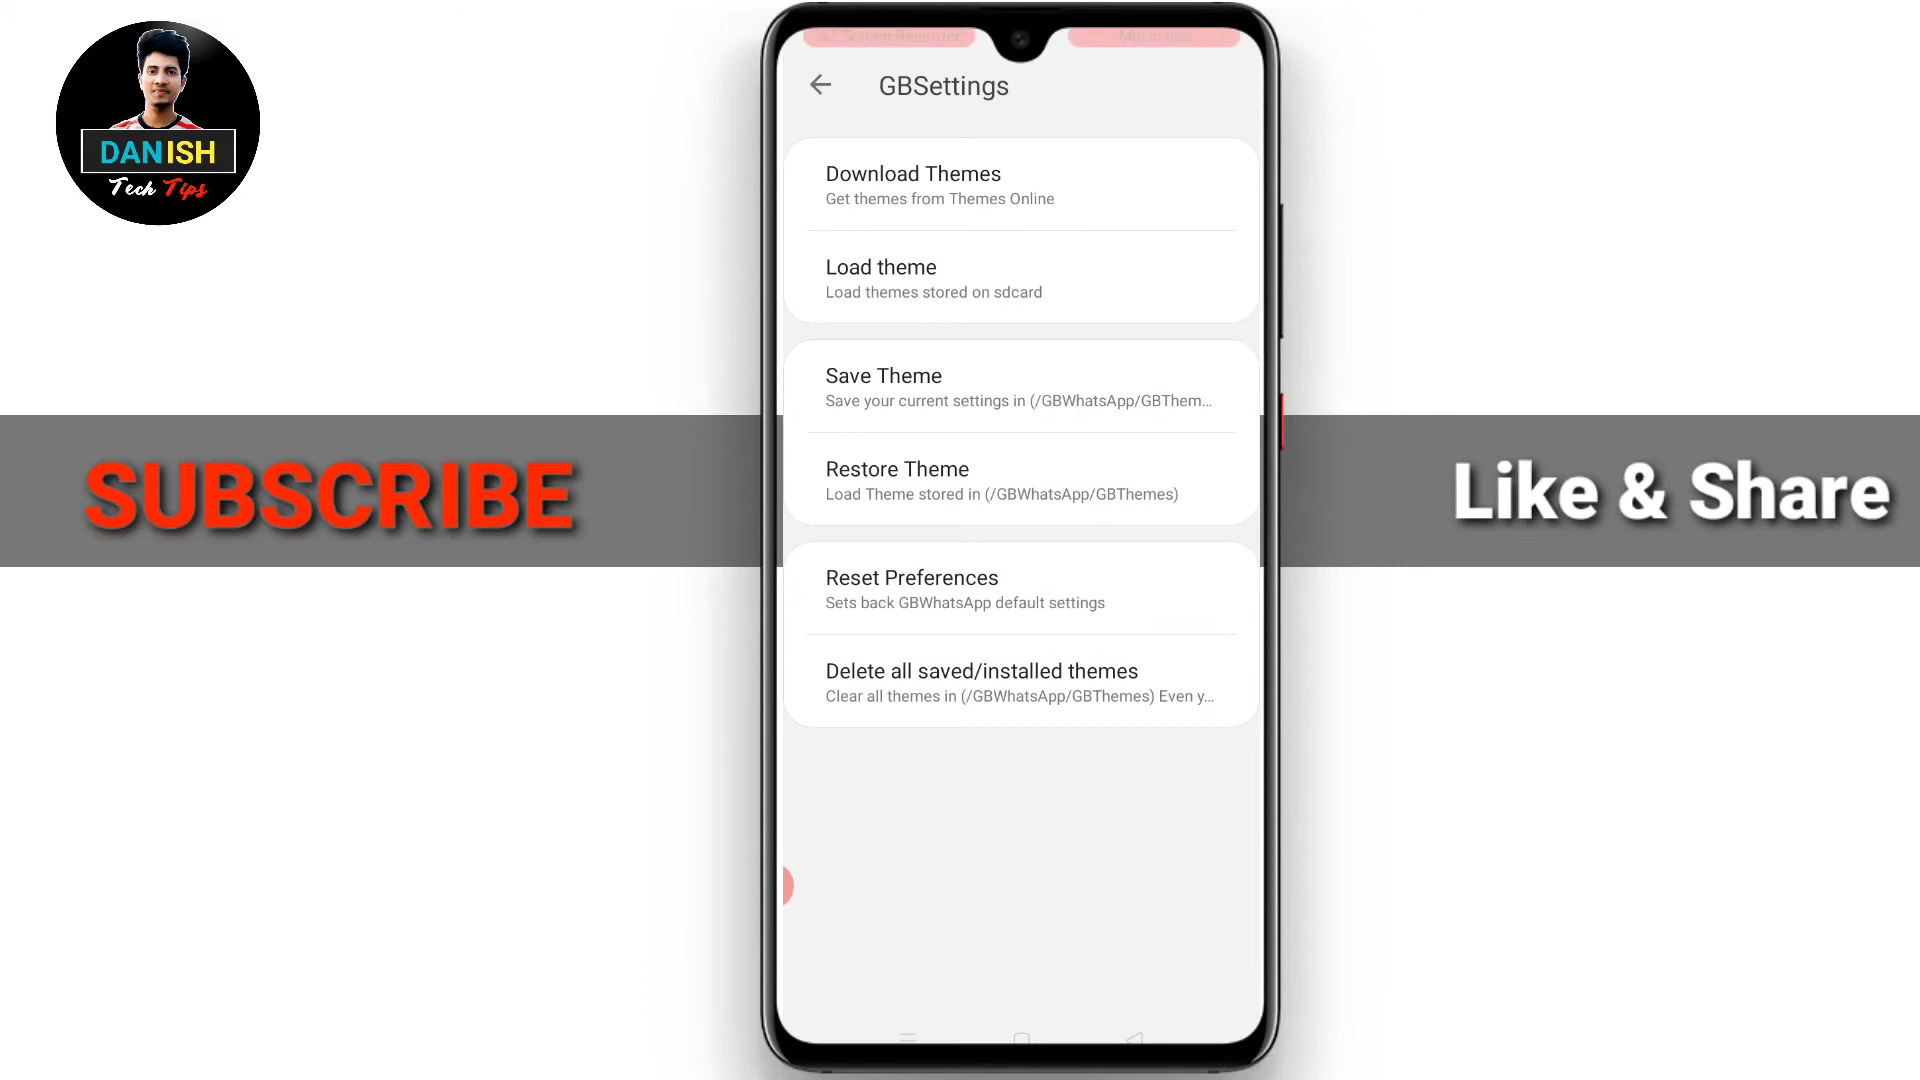 DANISH
Tech Tips
GBSettings
Download Themes
Get themes from Themes Online
Load theme
Load themes stored on sdcard
Save Theme
Save your current settings in (/GBWhatsApp/GBThem...
Restore Theme
Load Theme stored in (/GBWhatsApp/GBThemes)
SUBSCRIBE
Like & Share
Reset Preferences
Sets back GBWhatsApp default settings
Delete all saved/installed themes
Clear all themes in (/GBWhatsApp/GBThemes) Even y...